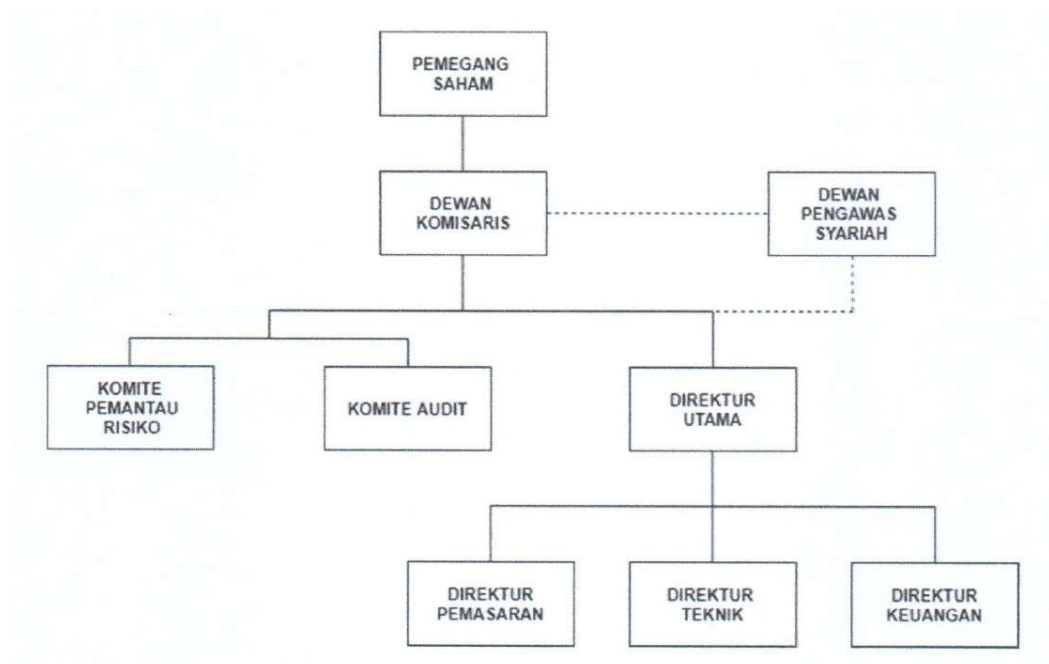 PEMEGANG
SAHAM
DEWAN
KOMISARIS
DEWAN
PENGAWAS
SYARIAH
KOMITE
PEMANTAU
RISIKO
KOMITE AUDIT
DIREKTUR
UTAMA
DIREKTUR
PEMASARAN
DIREKTUR
TEKNIK
DIREKTUR
KEUANGAN